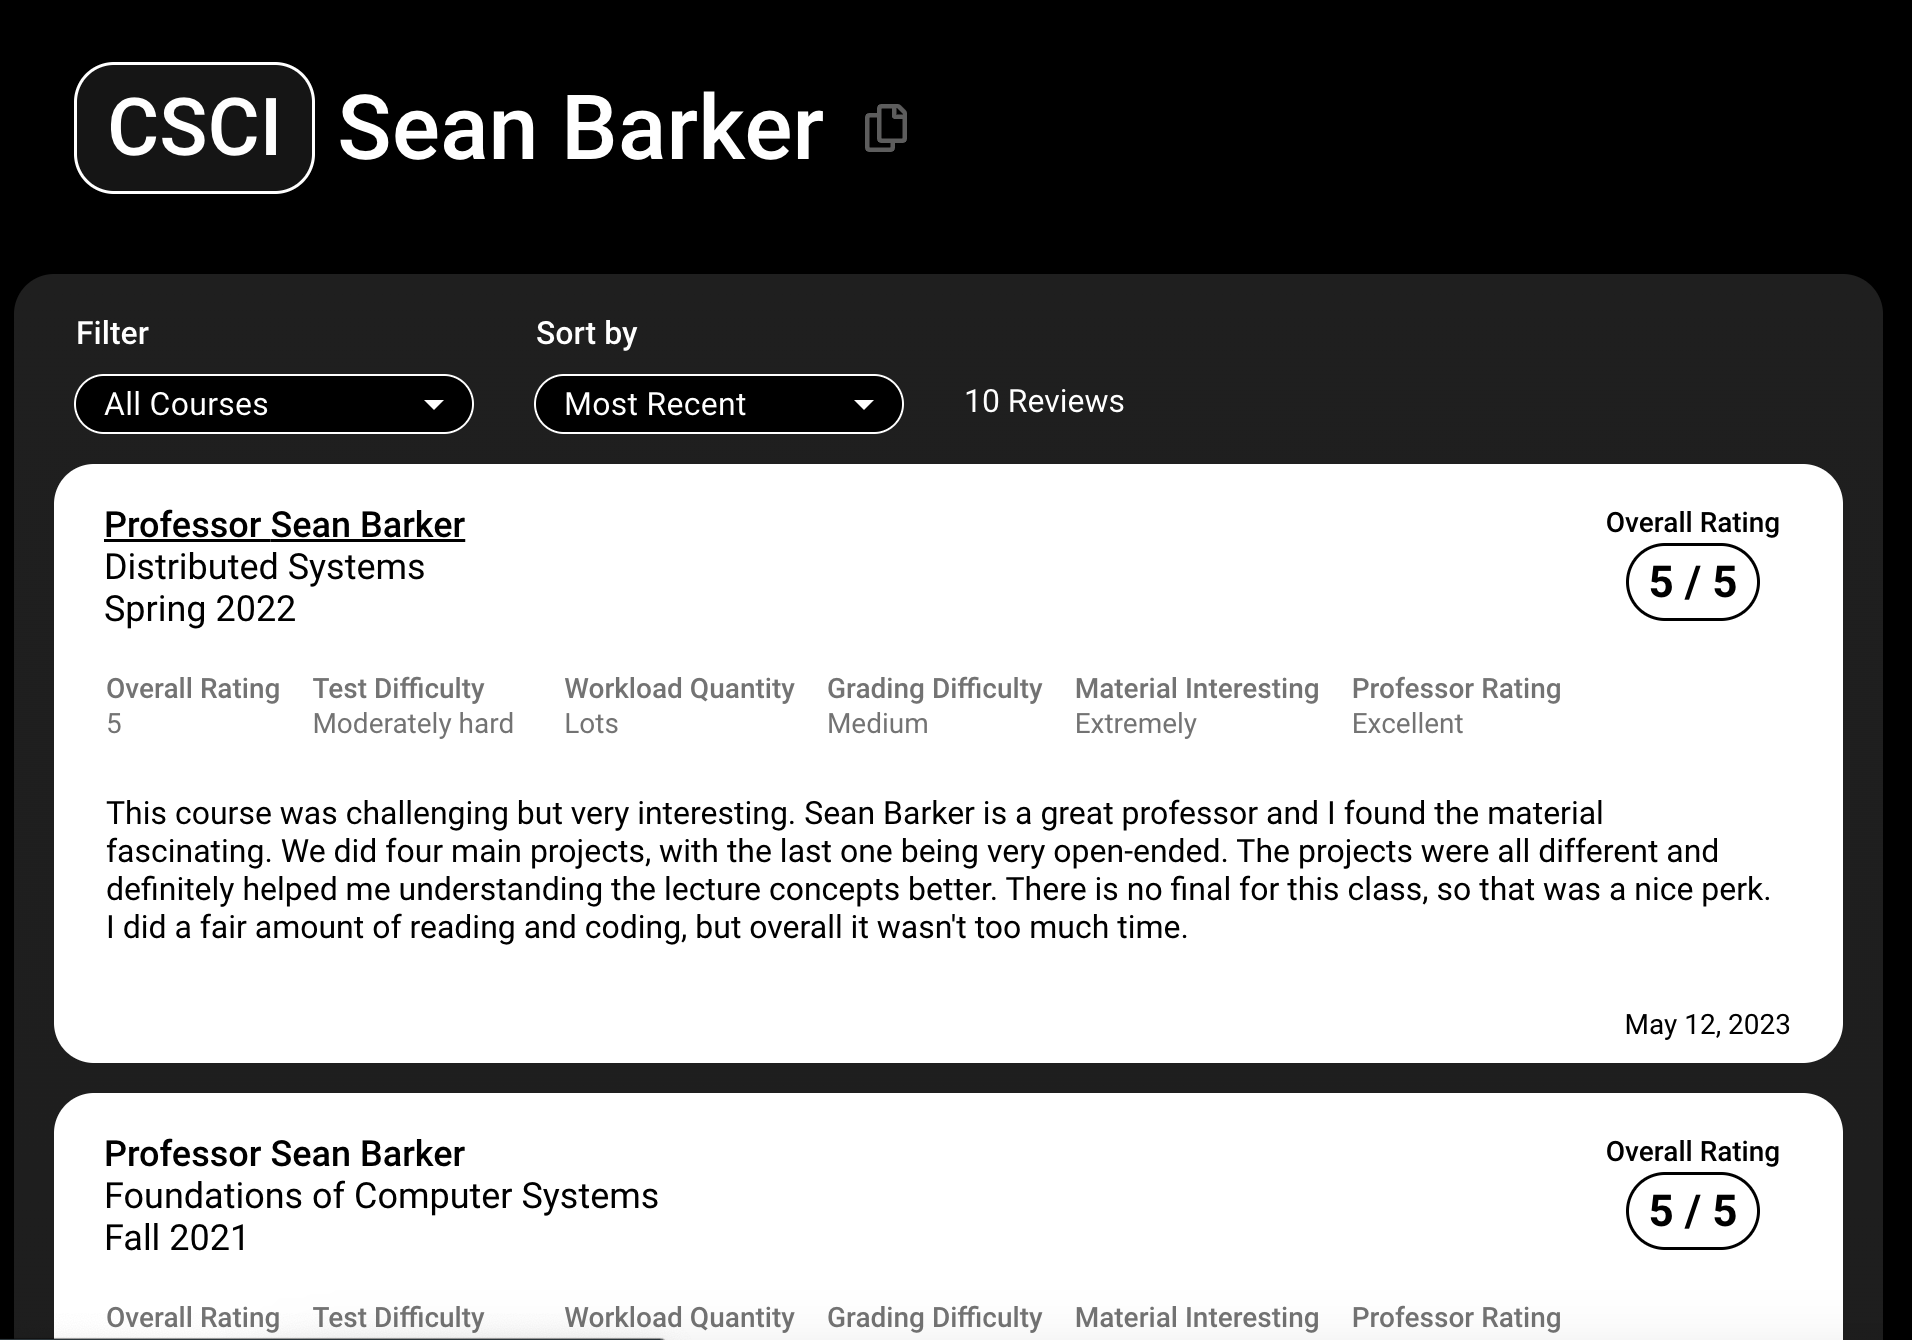 CSCI Sean Barker
Filter Sort by
All Courses Most Recent 10 Reviews
Professor Sean Barker
Distributed Systems
Spring 2022
Overall Rating
5 / 5
Overall Rating Test Difficulty Workload Quantity Grading Difficulty Material Interesting Professor Rating
5 Moderately hard Lots Medium Extremely Excellent
This course was challenging but very interesting. Sean Barker is a great professor and I found the material
fascinating. We did four main projects, with the last one being very open-ended. The projects were all different and
definitely helped me understanding the lecture concepts better. There is no final for this class, so that was a nice perk.
I did a fair amount of reading and coding, but overall it wasn't too much time.
May 12, 2023
Professor Sean Barker
Foundations of Computer Systems
Fall 2021
Overall Rating
5 / 5
Overall Rating Test Difficulty Workload Quantity Grading Difficulty Material Interesting Professor Rating